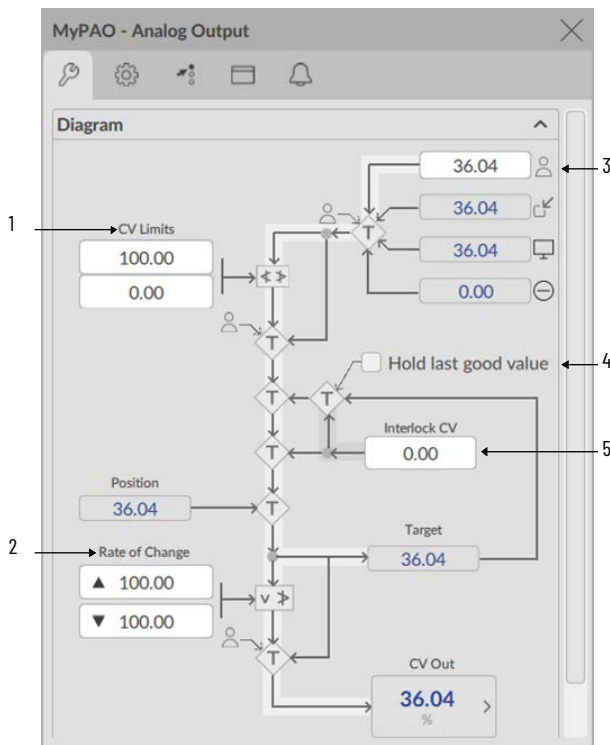 MyPAO - Analog Output
Diagram
36.04
3
36.04
1
CV Limits
36.04
100.00
T
0.00
0.00
T
4
Hold last good value
T
T
Interlock CV
T
0.00
5
Position
36.04
T
Target
2
Rate of Change
36.04
▲ 100.00
▼ 100.00
T
CV Out
36.04
%